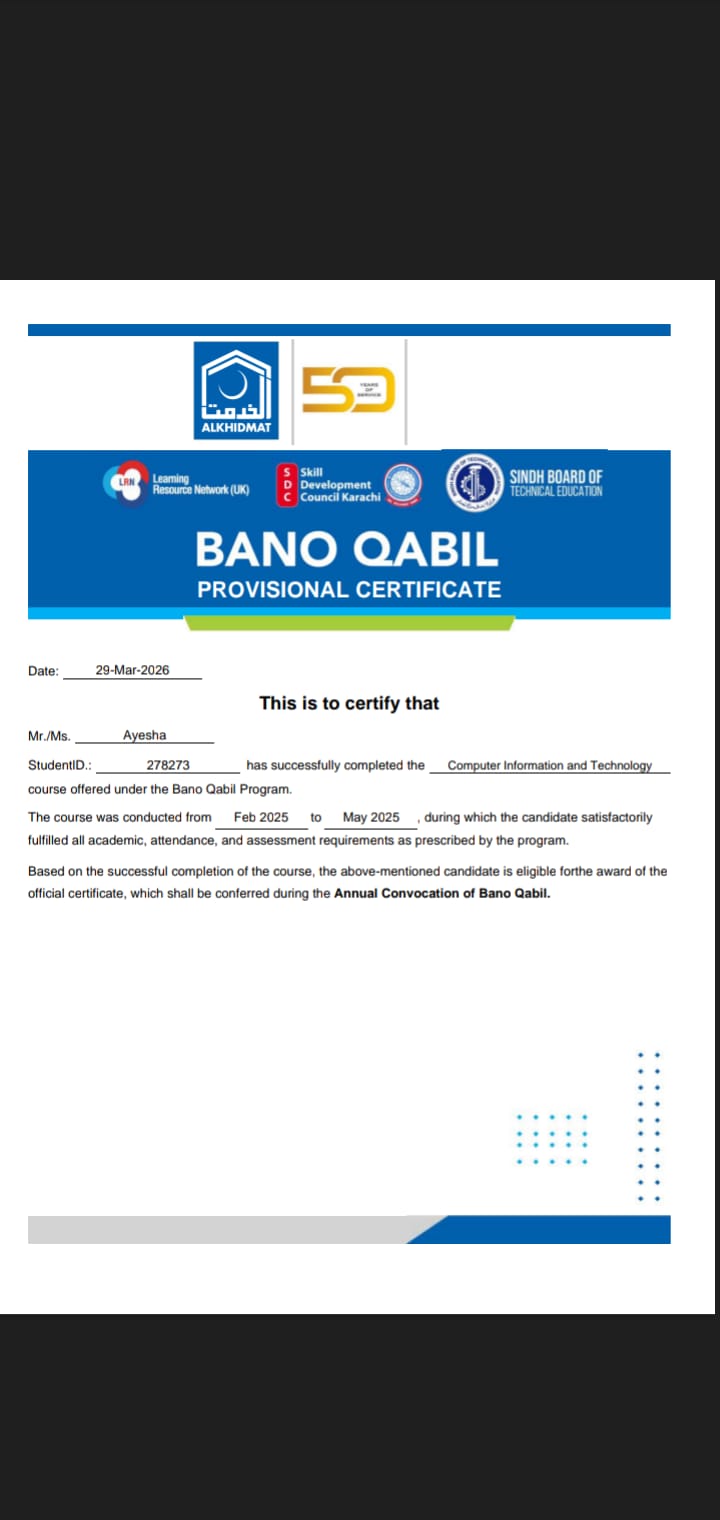 الخدمت
ALKHIDMAT
50 YEARS OF SERVICE
LRN Learning Resource Network (UK)
SDC Skill Development Council Karachi
SINDH BOARD OF TECHNICAL EDUCATION
BANO QABIL
PROVISIONAL CERTIFICATE
Date: 29-Mar-2026
This is to certify that
Mr./Ms. Ayesha
StudentID.: 278273 has successfully completed the Computer Information and Technology
course offered under the Bano Qabil Program.
The course was conducted from Feb 2025 to May 2025 , during which the candidate satisfactorily
fulfilled all academic, attendance, and assessment requirements as prescribed by the program.
Based on the successful completion of the course, the above-mentioned candidate is eligible forthe award of the
official certificate, which shall be conferred during the Annual Convocation of Bano Qabil.